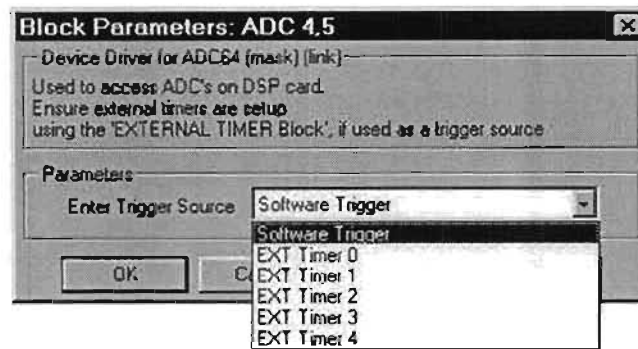 Block Parameters: ADC 4,5
Device Driver for ADC64 (mask) (link)
Used to access ADC's on DSP card.
Ensure external timers are setup
using the 'EXTERNAL TIMER Block', if used as a trigger source
Parameters
Enter Trigger Source Software Trigger
Software Trigger
EXT Timer 0
EXT Timer 1
EXT Timer 2
EXT Timer 3
EXT Timer 4
OK